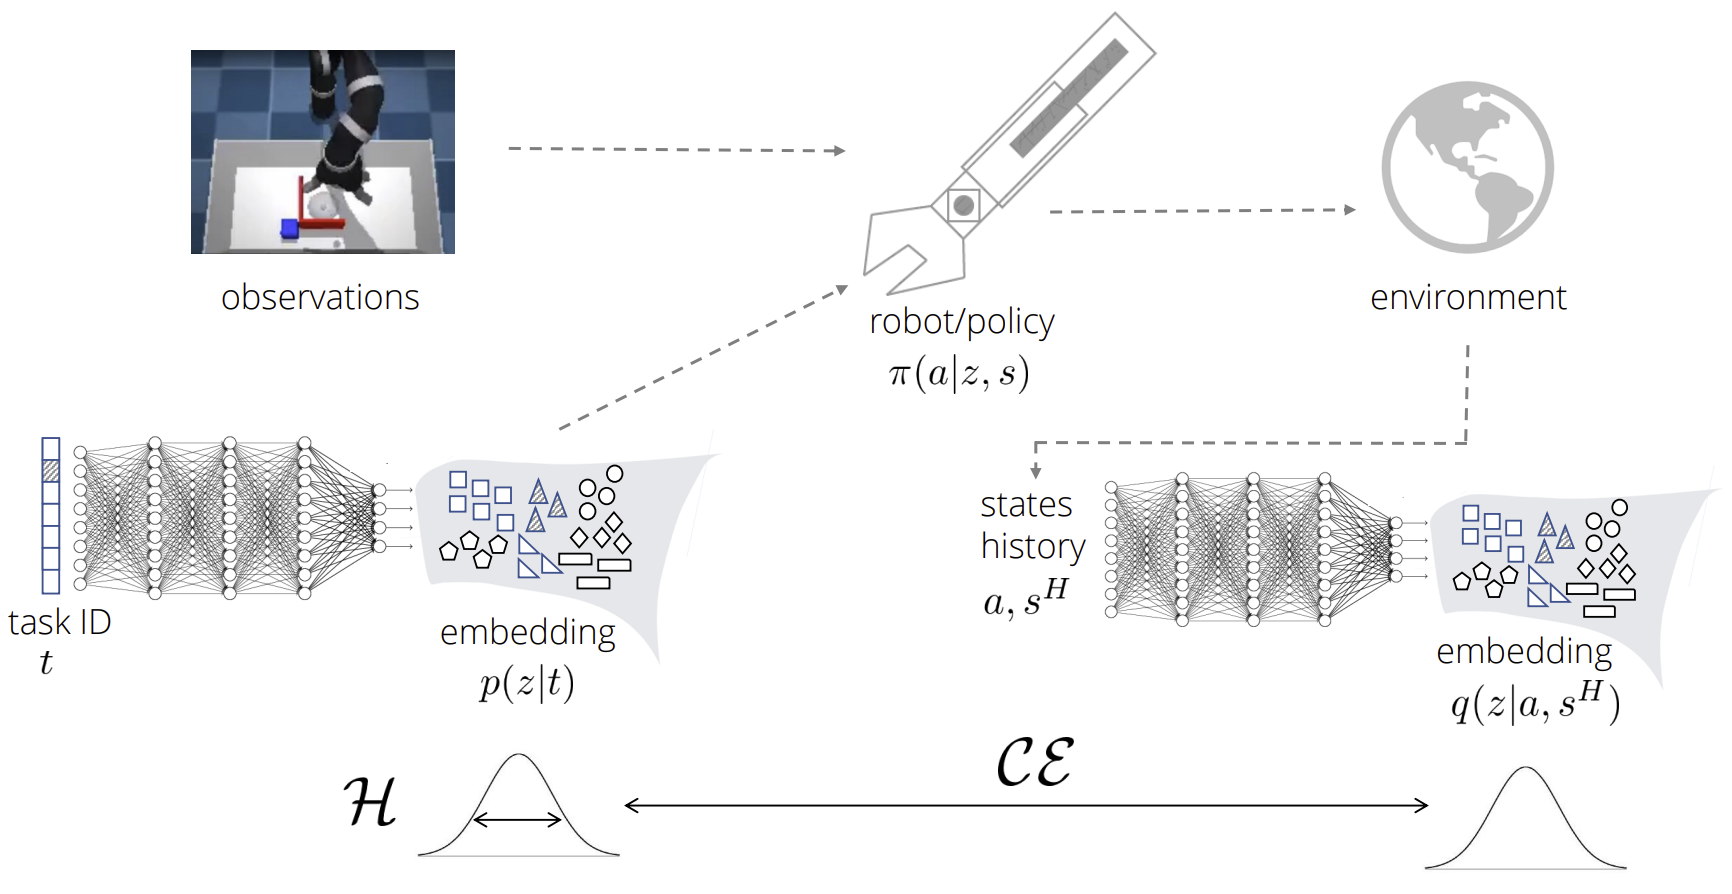 observations
robot/policy
π(a|z, s)
environment
states
history
a, s^H
task ID
t
embedding
p(z|t)
embedding
q(z|a, s^H)
ℋ
𝒞ℰ